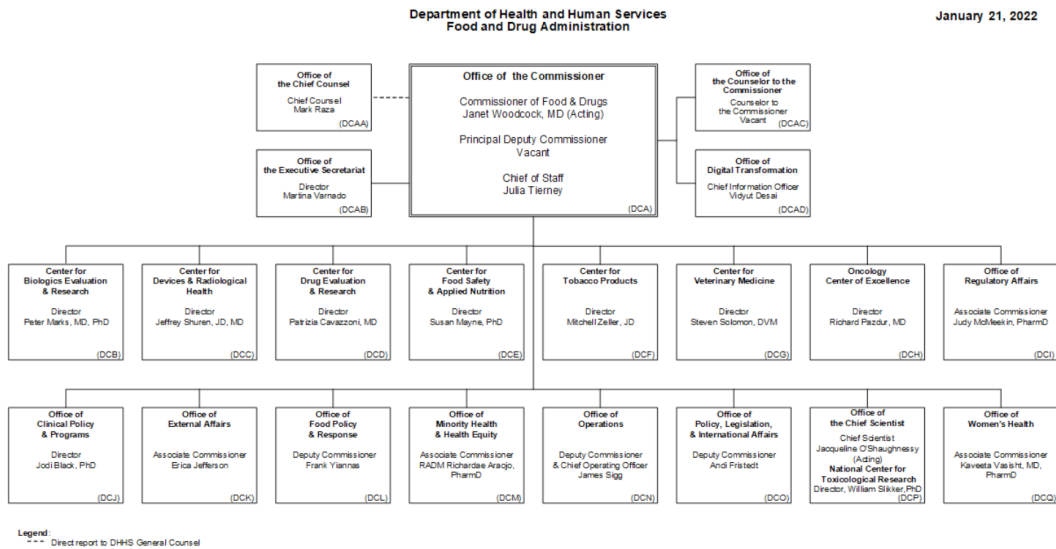 Department of Health and Human Services
Food and Drug Administration
January 21, 2022
Office of
the Chief Counsel
Chief Counsel
Mark Raza
(DCAA)
Office of the Commissioner
Commissioner of Food & Drugs
Janet Woodcock, MD (Acting)
Principal Deputy Commissioner
Vacant
Chief of Staff
Julia Tierney
(DCA)
Office of
the Counselor to the
Commissioner
Counselor to
the Commissioner
Vacant
(DCAC)
Office of
the Executive Secretariat
Director
Martina Varnado
(DCAB)
Office of
Digital Transformation
Chief Information Officer
Vidyut Desai
(DCAD)
Center for
Biologics Evaluation
& Research
Director
Peter Marks, MD, PhD
(DCB)
Center for
Devices & Radiological
Health
Director
Jeffrey Shuren, JD, MD
(DCC)
Center for
Drug Evaluation
& Research
Director
Patrizia Cavazzoni, MD
(DCD)
Center for
Food Safety
& Applied Nutrition
Director
Susan Mayne, PhD
(DCE)
Center for
Tobacco Products
Director
Mitchell Zeller, JD
(DCF)
Center for
Veterinary Medicine
Director
Steven Solomon, DVM
(DCG)
Oncology
Center of Excellence
Director
Richard Pazdur, MD
(DCH)
Office of
Regulatory Affairs
Associate Commissioner
Judy McMeekin, PharmD
(DCI)
Office of
Clinical Policy
& Programs
Director
Jodi Black, PhD
(DCJ)
Office of
External Affairs
Associate Commissioner
Erica Jefferson
(DCK)
Office of
Food Policy
& Response
Deputy Commissioner
Frank Yiannas
(DCL)
Office of
Minority Health
& Health Equity
Associate Commissioner
RADM Richardae Araojo,
PharmD
(DCM)
Office of
Operations
Deputy Commissioner
& Chief Operating Officer
James Sigg
(DCN)
Office of
Policy, Legislation,
& International Affairs
Deputy Commissioner
Andi Fristedt
(DCO)
Office of
the Chief Scientist
Chief Scientist
Jacqueline O'Shaughnessy
(Acting)
National Center for
Toxicological Research
Director, William Slikker,PhD
(DCP)
Office of
Women's Health
Associate Commissioner
Kaveeta Vasisht, MD,
PharmD
(DCQ)
Legend:
---- Direct report to DHHS General Counsel